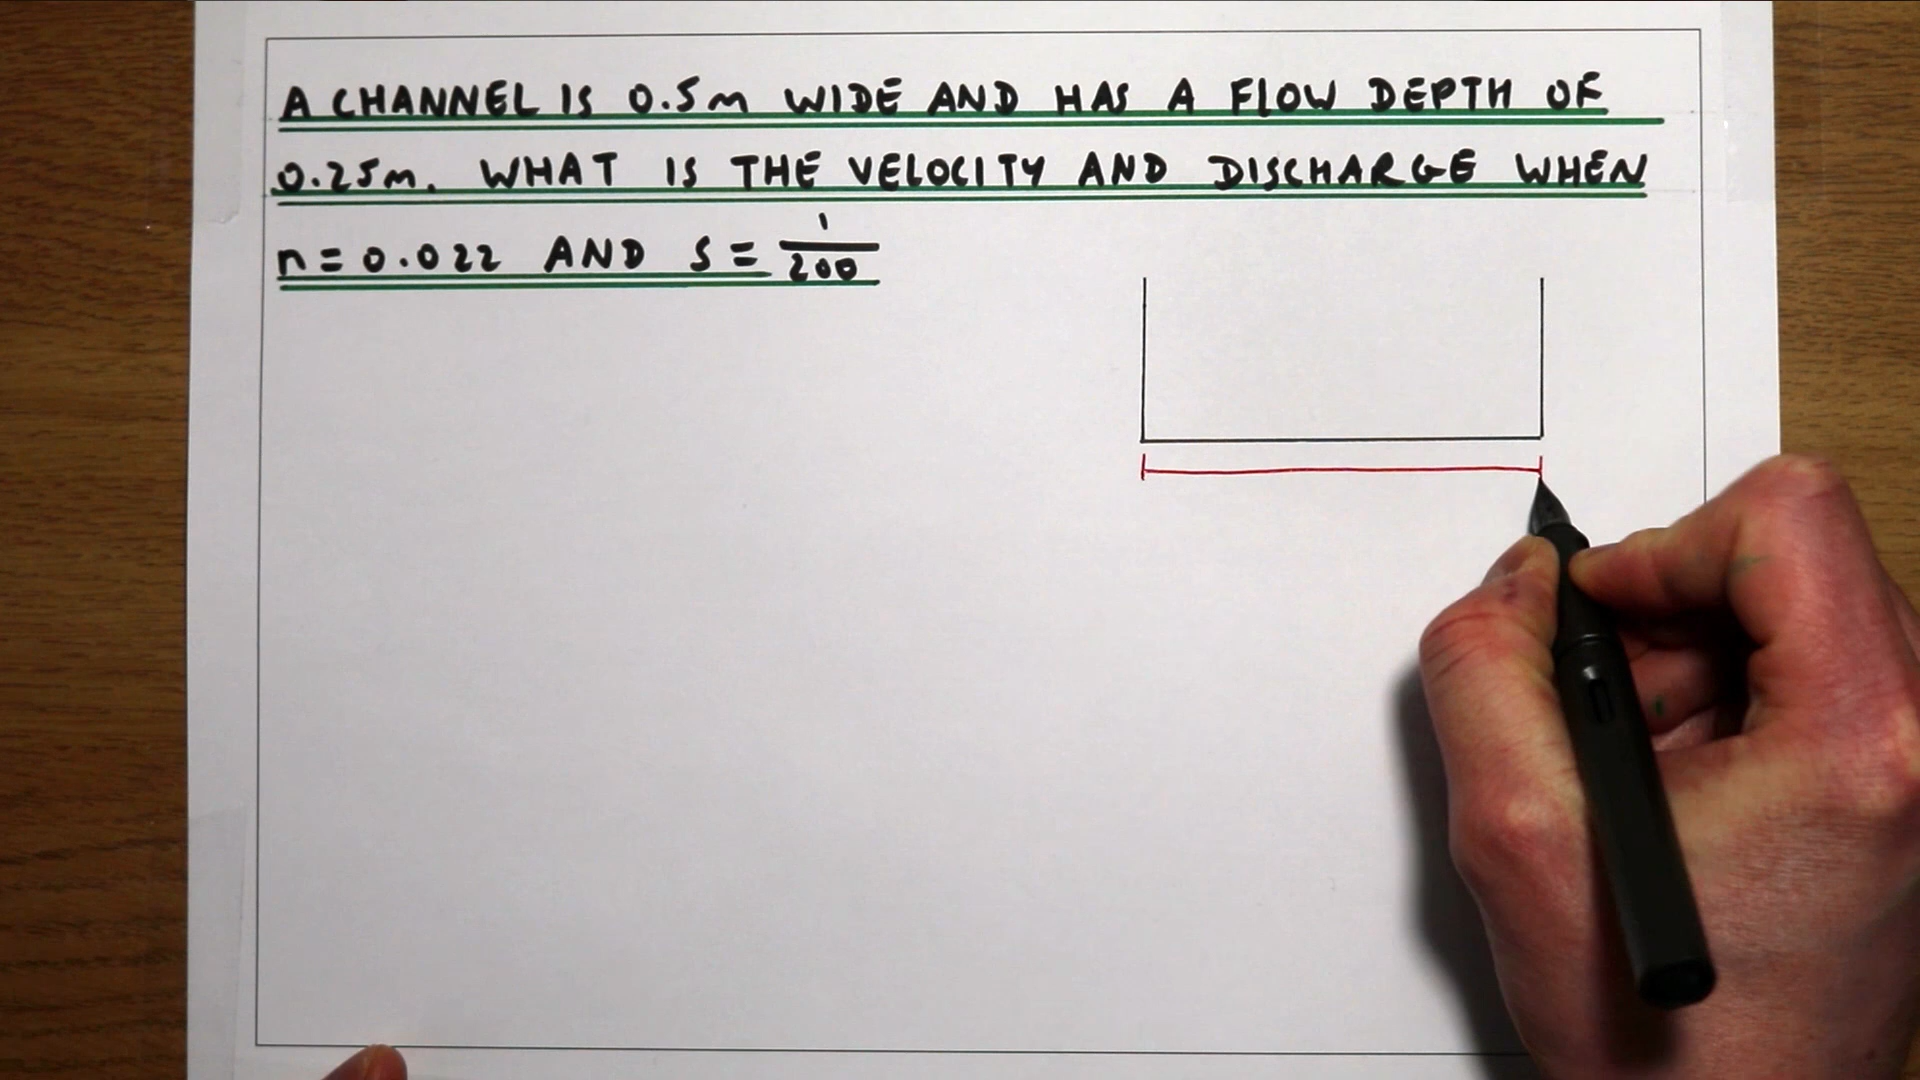 A CHANNEL IS 0.5m WIDE AND HAS A FLOW DEPTH OF
0.25m. WHAT IS THE VELOCITY AND DISCHARGE WHEN
n = 0.022 AND S = 1/200